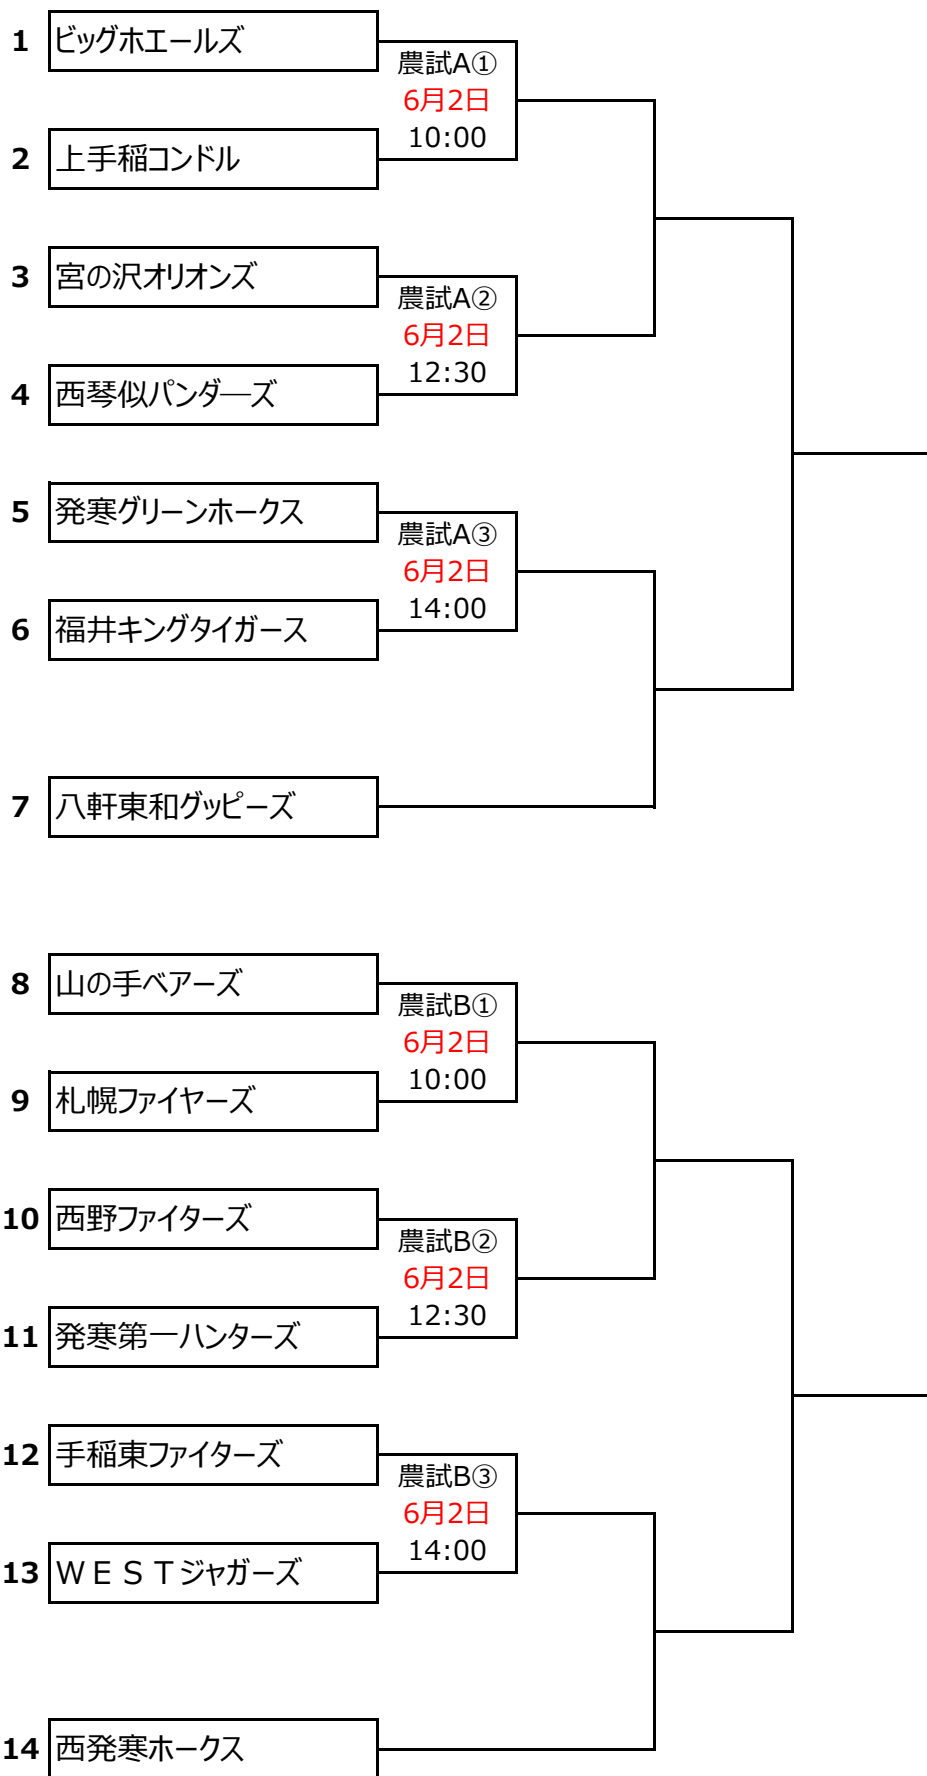 1 ビッグホエールズ
農試A①
6月2日
10:00
2 上手稲コンドル
3 宮の沢オリオンズ
農試A②
6月2日
12:30
4 西琴似パンダ―ズ
5 発寒グリーンホークス
農試A③
6月2日
14:00
6 福井キングタイガース
7 八軒東和グッピーズ
8 山の手ベアーズ
農試B①
6月2日
10:00
9 札幌ファイヤーズ
10 西野ファイターズ
農試B②
6月2日
12:30
11 発寒第一ハンターズ
12 手稲東ファイターズ
農試B③
6月2日
14:00
13 ＷＥＳＴジャガーズ
14 西発寒ホークス